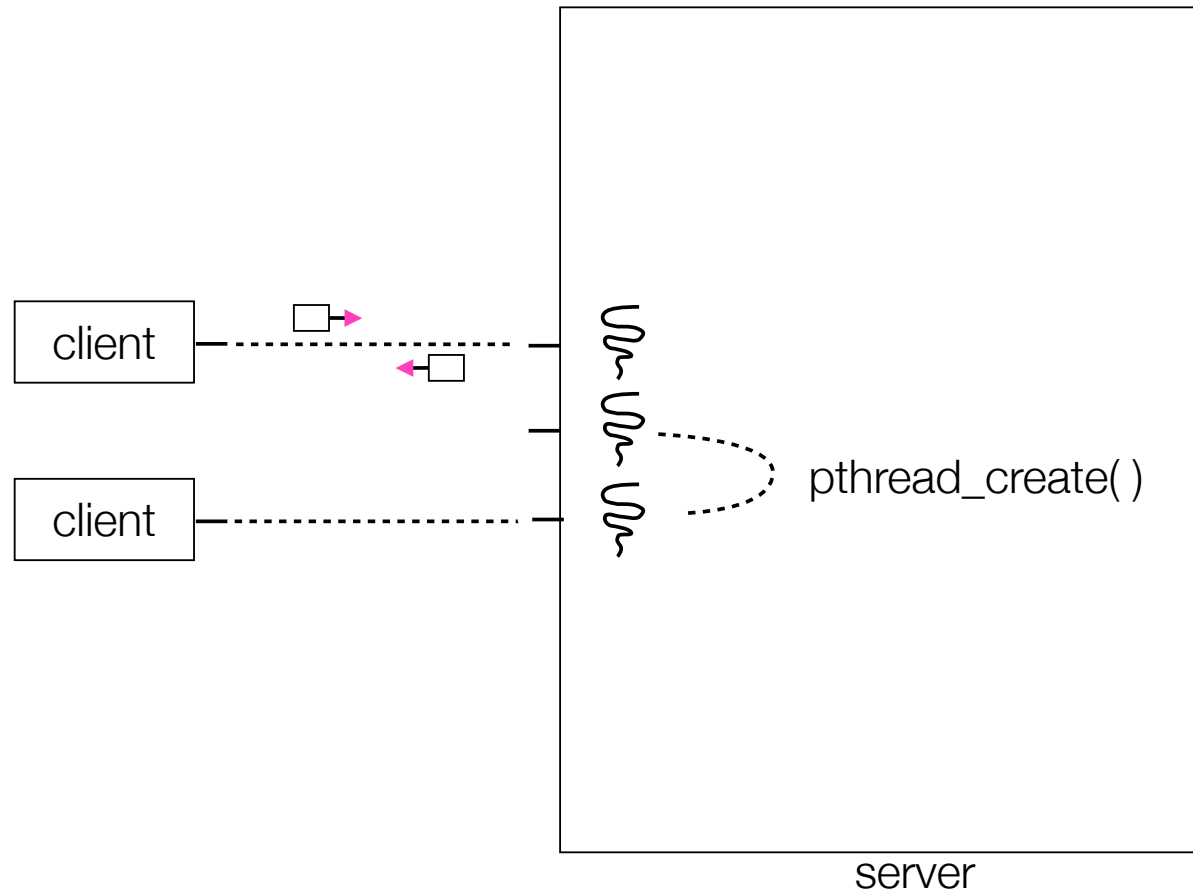 client
client
pthread_create( )
server